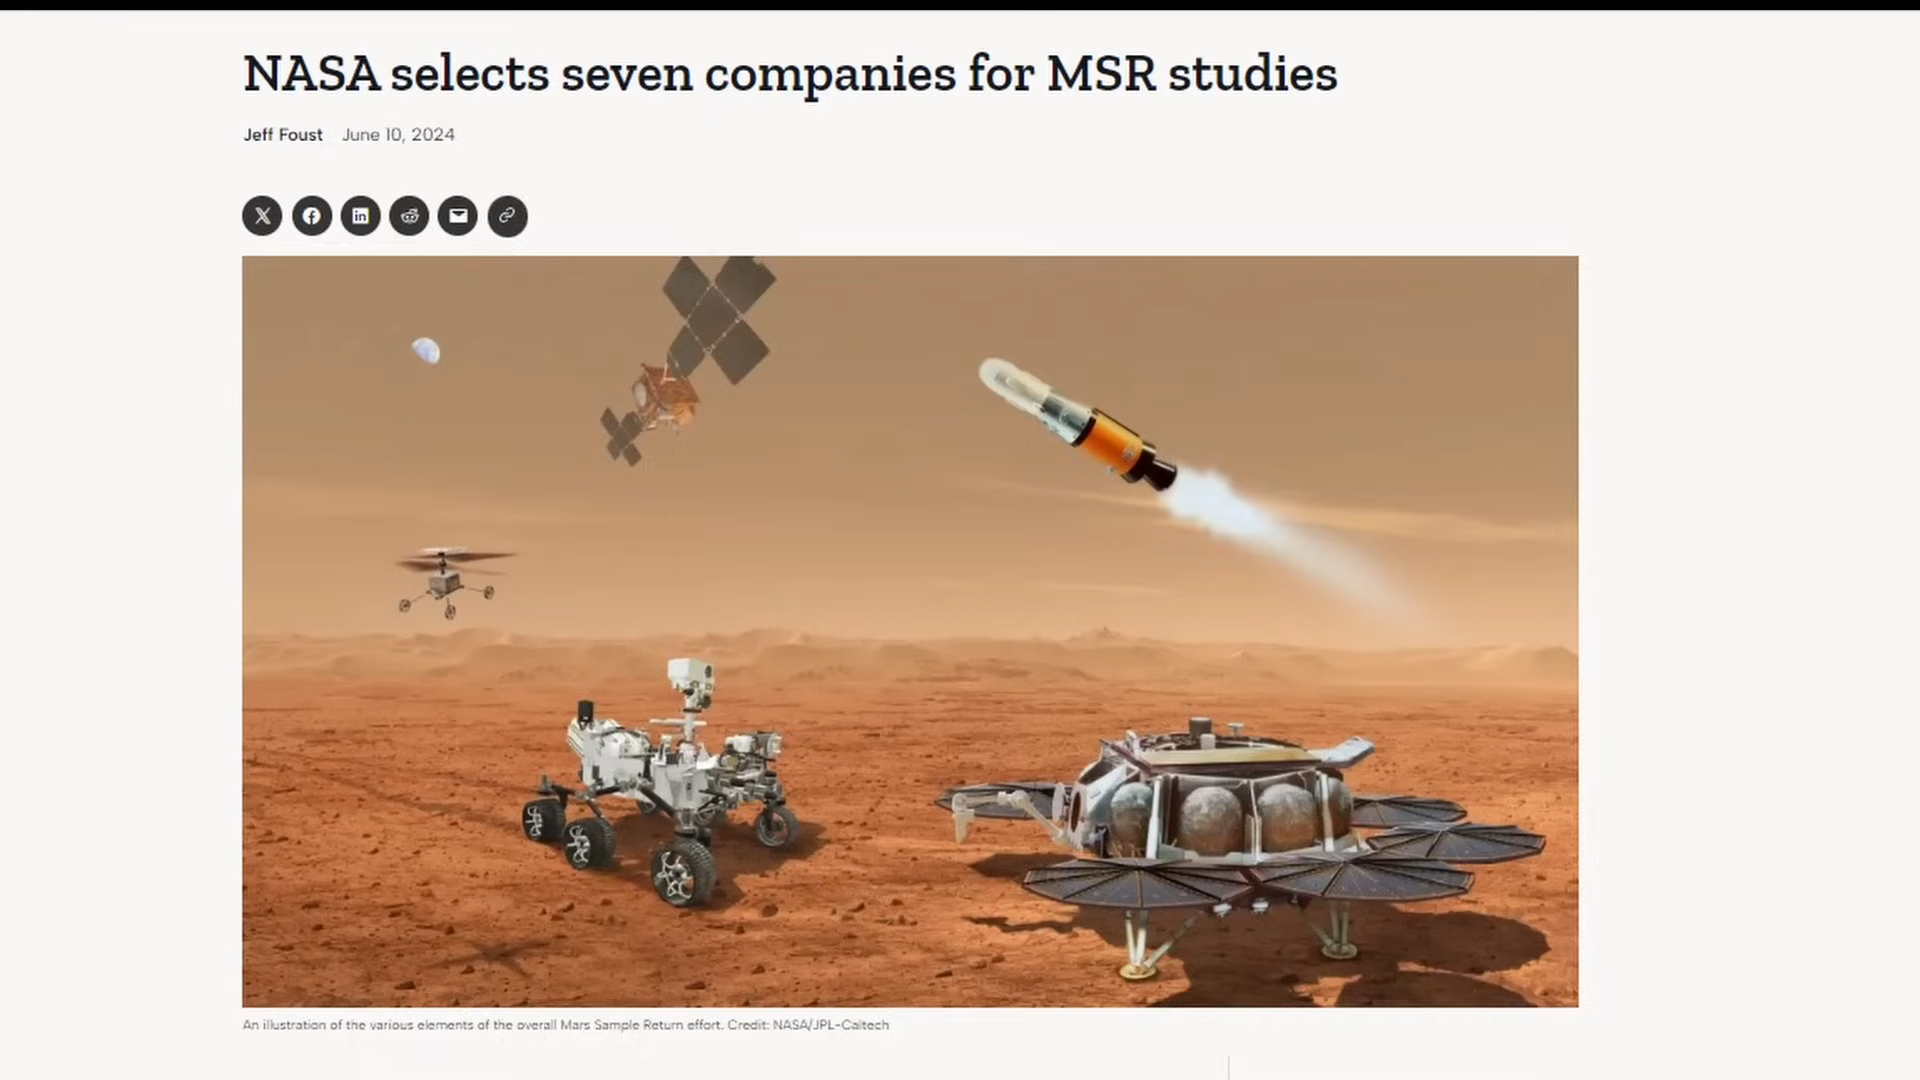 NASA selects seven companies for MSR studies
Jeff Foust June 10, 2024
An illustration of the various elements of the overall Mars Sample Return effort. Credit: NASA/JPL-Caltech